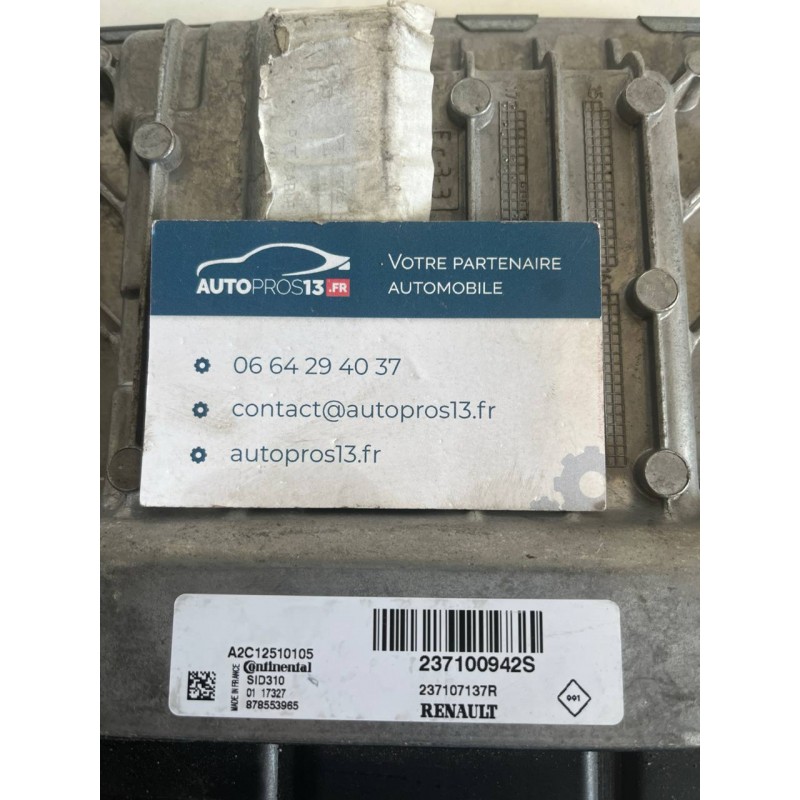 AUTOPROS13.FR
VOTRE PARTENAIRE
AUTOMOBILE
06 64 29 40 37
contact@autopros13.fr
autopros13.fr
A2C12510105
Continental
SID310
01 17327
878553965
MADE IN FRANCE
237100942S
237107137R
RENAULT
001